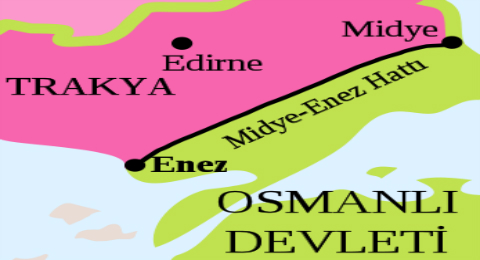 Midye
Edirne
TRAKYA
Midye-Enez Hattı
Enez
OSMANLI
DEVLETİ